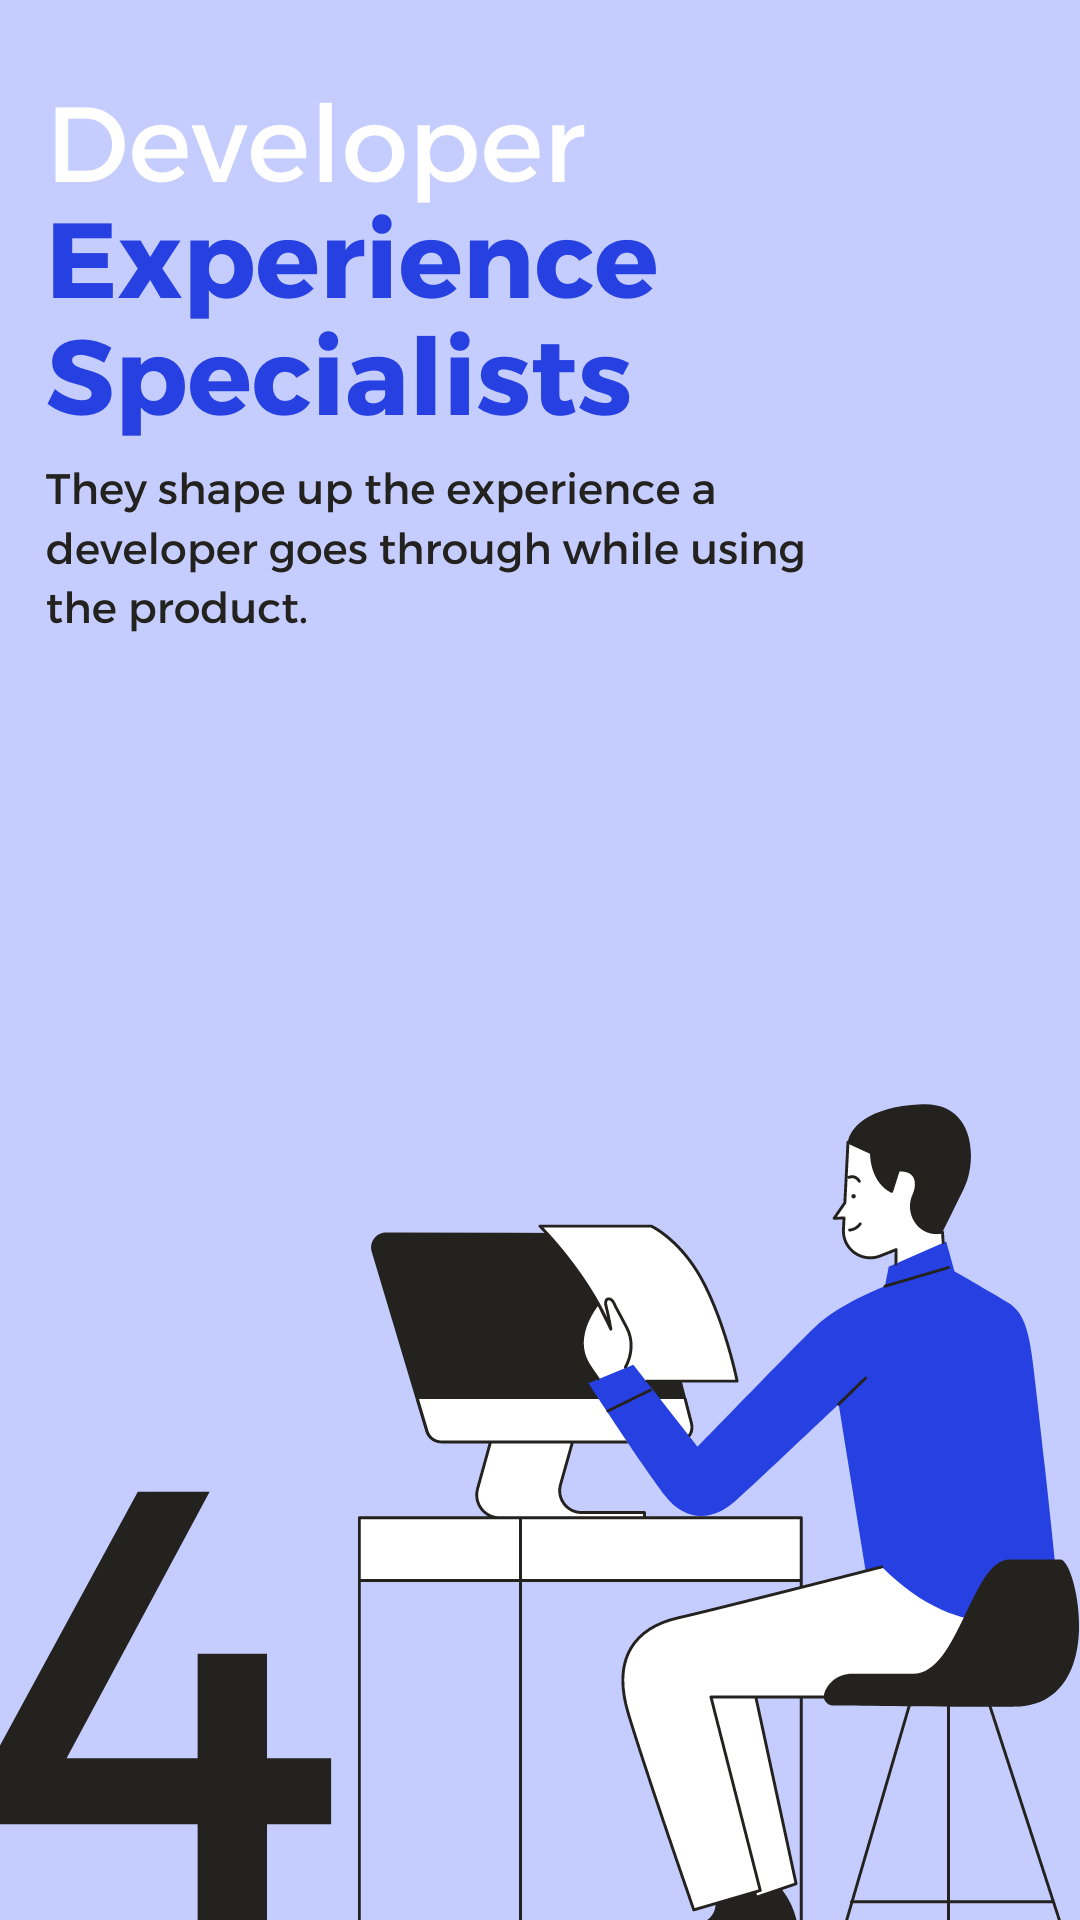 Developer
Experience
Specialists
They shape up the experience a
developer goes through while using
the product.
4